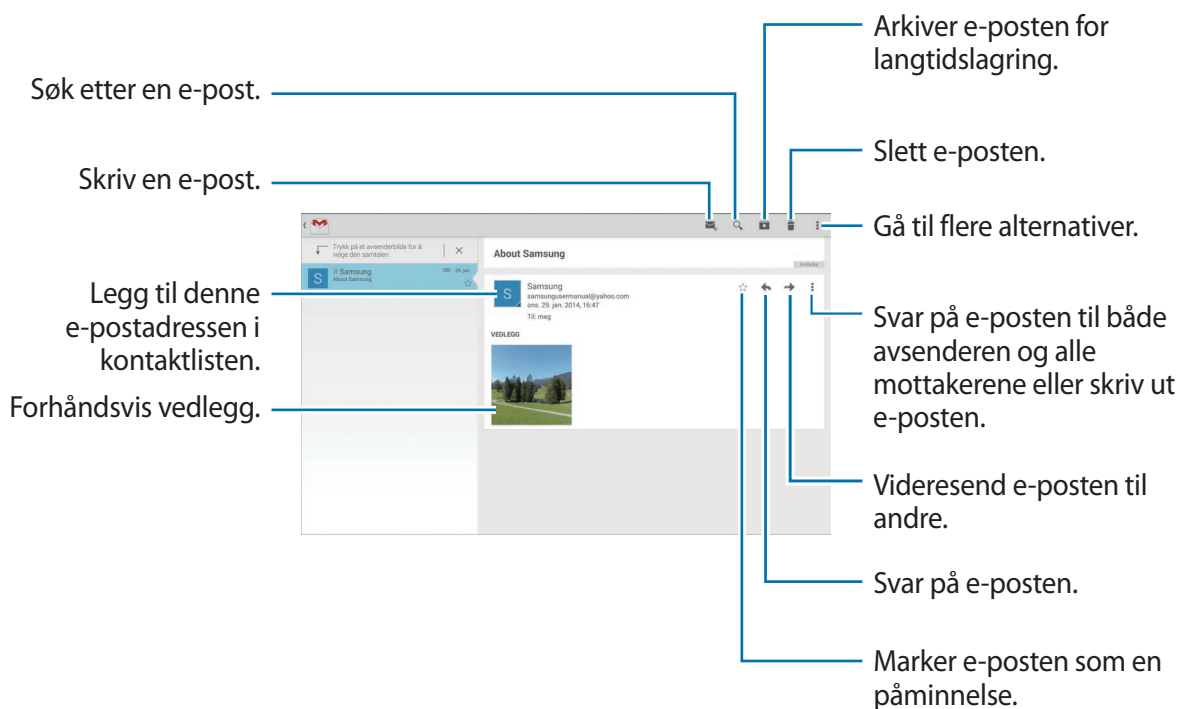 Arkiver e-posten for
langtidslagring.
Søk etter en e-post.
Slett e-posten.
Skriv en e-post.
Gå til flere alternativer.
Trykk på et avsenderbilde for å
velge den samtalen.
About Samsung
Innboks
S
Samsung
About Samsung
29. jan.
Legg til denne
e-postadressen i
kontaktlisten.
S
Samsung
samsungusermanual@yahoo.com
ons. 29. jan. 2014, 16:47
Til: meg
VEDLEGG
Svar på e-posten til både
avsenderen og alle
mottakerene eller skriv ut
e-posten.
Forhåndsvis vedlegg.
Videresend e-posten til
andre.
Svar på e-posten.
Marker e-posten som en
påminnelse.